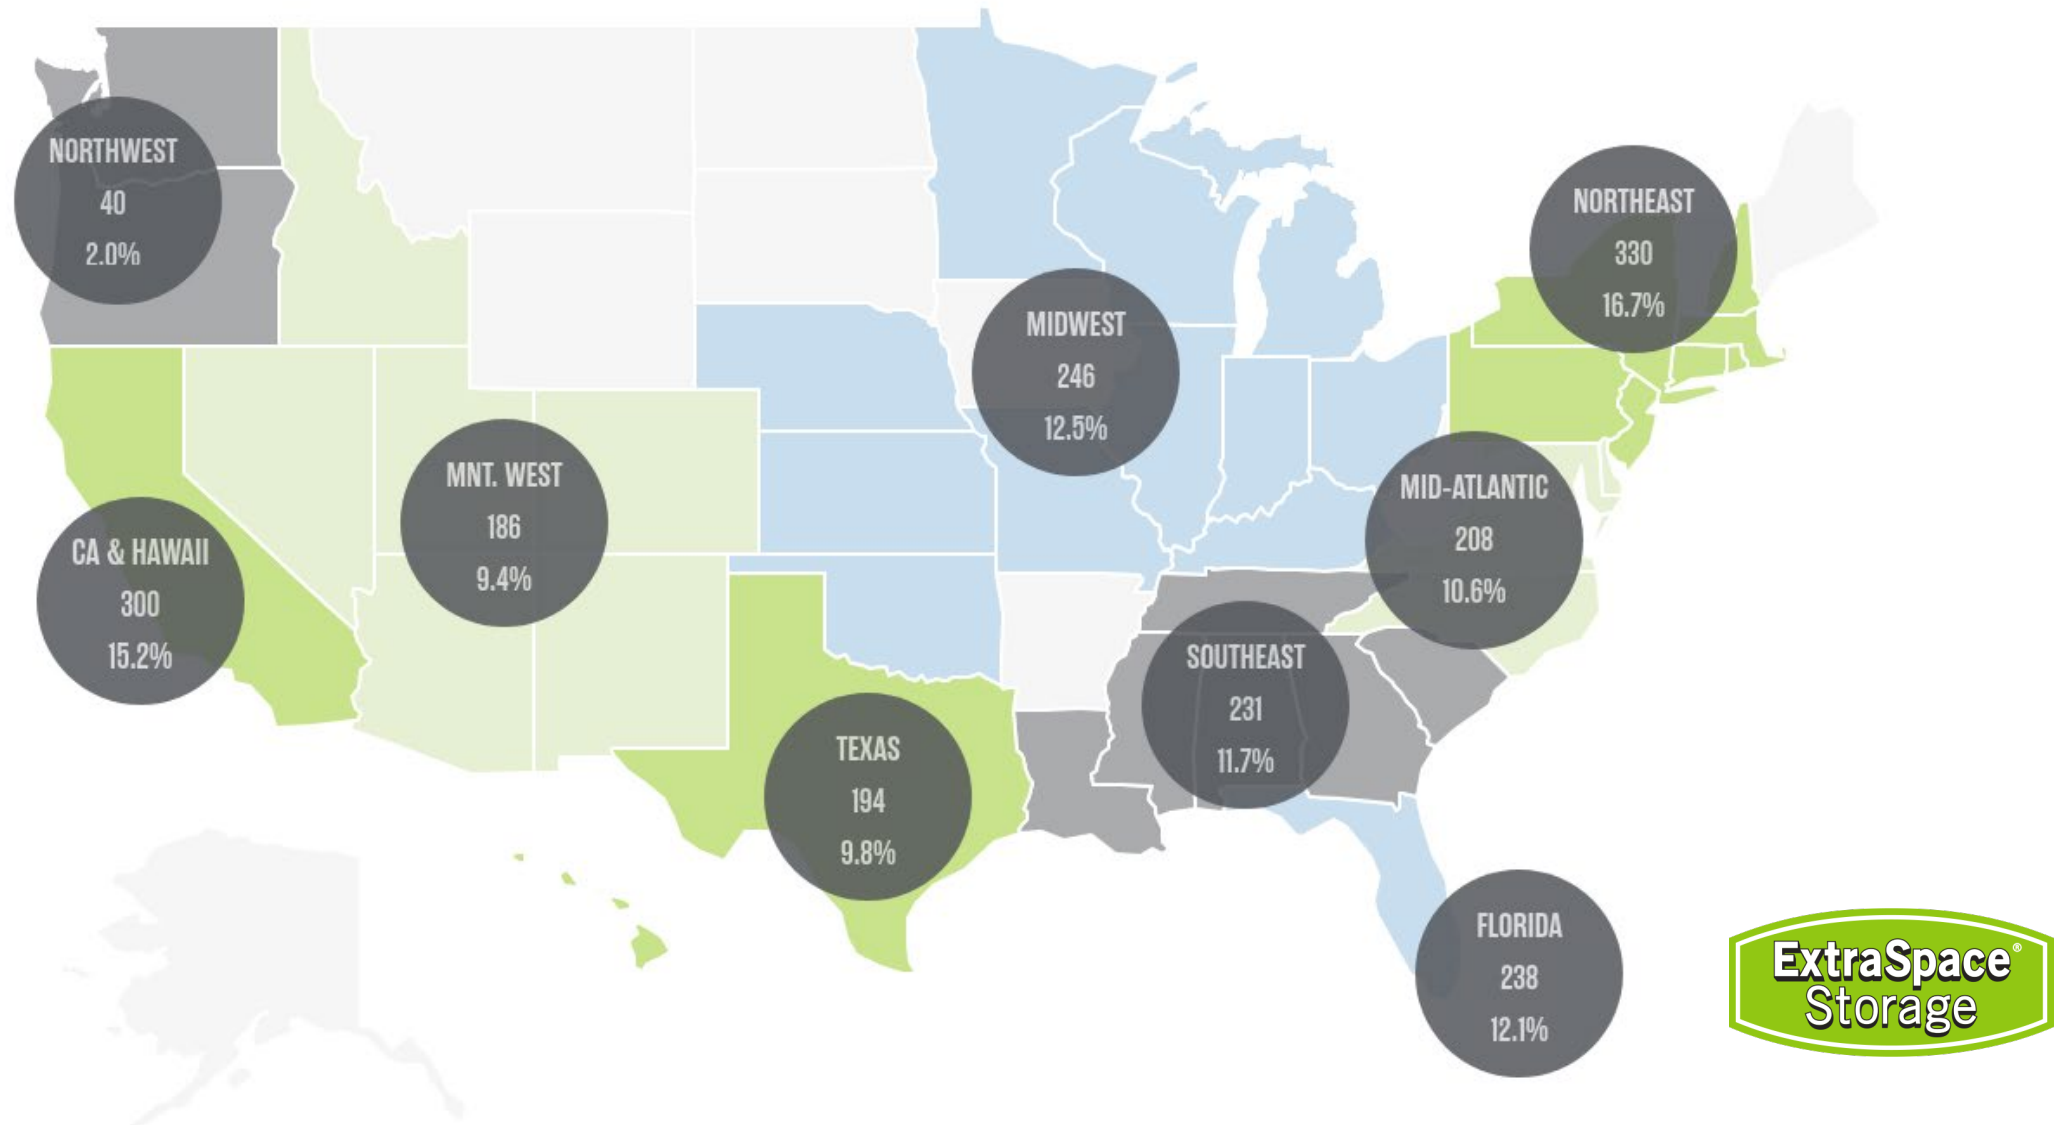 NORTHWEST
40
2.0%
NORTHEAST
330
16.7%
MIDWEST
246
12.5%
MNT. WEST
186
9.4%
MID-ATLANTIC
208
10.6%
CA & HAWAII
300
15.2%
SOUTHEAST
231
11.7%
TEXAS
194
9.8%
FLORIDA
238
12.1%
ExtraSpace®
Storage